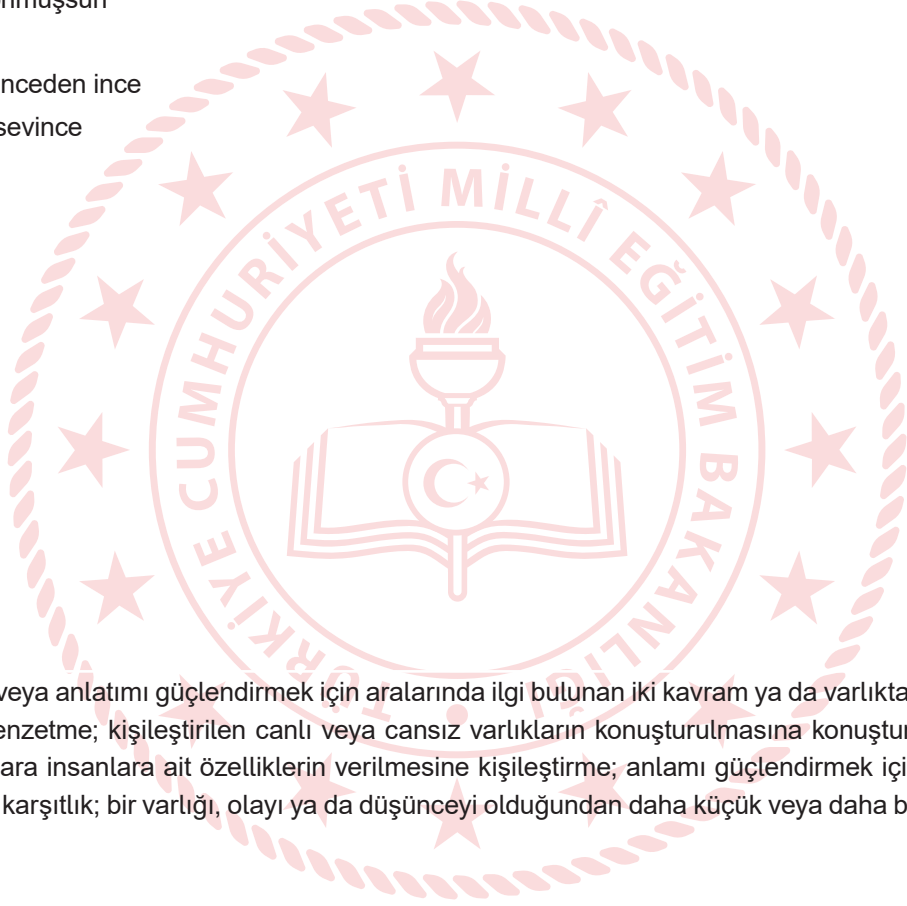 nceden ince
sevince
TÜRKİYE CUMHURİYETİ MİLLÎ EĞİTİM BAKANLIĞI
veya anlatımı güçlendirmek için aralarında ilgi bulunan iki kavram ya da varlıkta
enzetme; kişileştirilen canlı veya cansız varlıkların konuşturulmasına konuştur
ara insanlara ait özelliklerin verilmesine kişileştirme; anlamı güçlendirmek içi
karşıtlık; bir varlığı, olayı ya da düşünceyi olduğundan daha küçük veya daha b